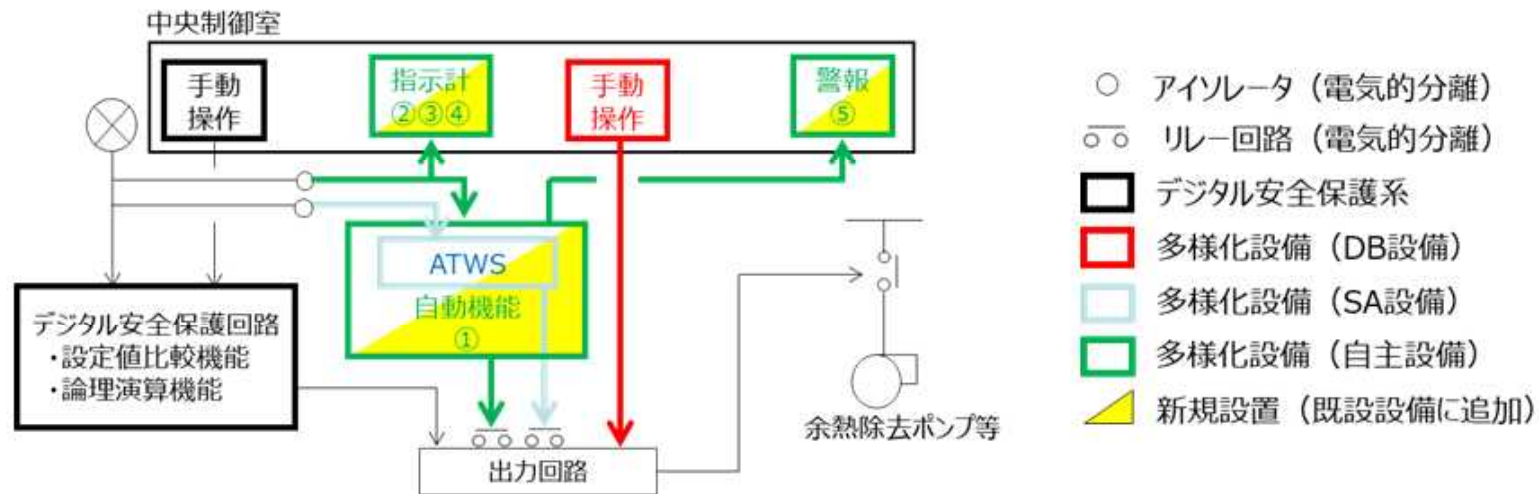 中央制御室
手動
操作
指示計
②③④
手動
操作
警報
⑤
ATWS
自動機能
①
デジタル安全保護回路
・設定値比較機能
・論理演算機能
出力回路
余熱除去ポンプ等
アイソレータ（電気的分離）
リレー回路（電気的分離）
デジタル安全保護系
多様化設備（DB設備）
多様化設備（SA設備）
多様化設備（自主設備）
新規設置（既設設備に追加）